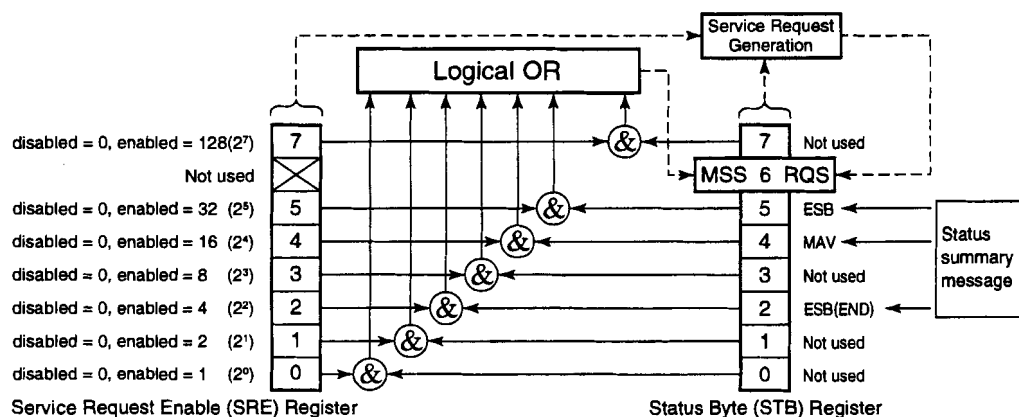 Service Request
Generation
Logical OR
disabled = 0, enabled = 128(2⁷) 7 & 7 Not used
Not used MSS 6 RQS
disabled = 0, enabled = 32 (2⁵) 5 & 5 ESB
disabled = 0, enabled = 16 (2⁴) 4 & 4 MAV
disabled = 0, enabled = 8 (2³) 3 & 3 Not used
disabled = 0, enabled = 4 (2²) 2 & 2 ESB(END)
disabled = 0, enabled = 2 (2¹) 1 & 1 Not used
disabled = 0, enabled = 1 (2⁰) 0 & 0 Not used
Status
summary
message
Service Request Enable (SRE) Register
Status Byte (STB) Register